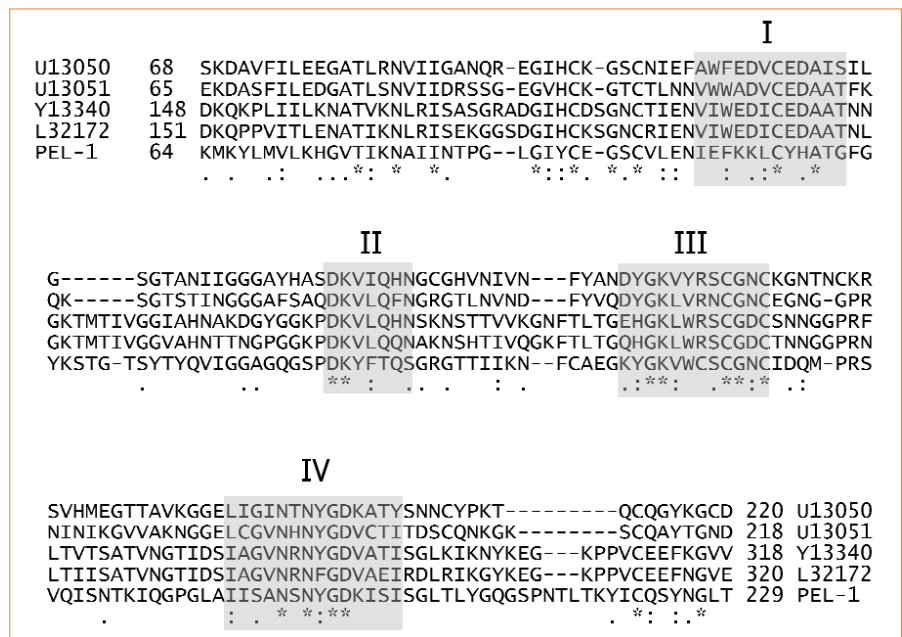 I
U13050 68 SKDAVFILEEGATLRNVIIGANQR-EGIHCK-GSCNIEFAWFEDVCEDAISIL
U13051 65 EKDASFILEDGATLSNVIIDRSSG-EGVHCK-GTCTLNNVWWADVCEDAATFK
Y13340 148 DKQKPLIILKNATVKNLRISASGRADGIHCDSGNCTIENVIWEDICEDAATNN
L32172 151 DKQPPVITLENATIKNLRISEKGGSDGIHCKSGNCRIENVIWEDICEDAATNL
PEL-1 64 KMKYLMVLKHGVTIKNAIINTPG--LGIYCE-GSCVLENIEFKKLCYHATGFG
. . .: ...*: * *. *::* *.* :: : .:* .*
II III
G------SGTANIIGGGAYHASDKVIQHNGCGHVNIVN---FYANDYGKVYRSCGNCKGNTNCKR
QK-----SGTSTINGGGAFSAQDKVLQFNGRGTLNVND---FYVQDYGKLVRNCGNCEGNG-GPR
GKTMTIVGGIAHNAKDGYGGKPDKVLQHNSKNSTTVVKGNFTLTGEHGKLWRSCGDCSNNGGPRF
GKTMTIVGGVAHNTTNGPGGKPDKVLQQNAKNSHTIVQGKFTLTGQHGKLWRSCGDCTNNGGPRN
YKSTG-TSYTYQVIGGAGQGSPDKYFTQSGRGTTIIKN--FCAEGKYGKVWCSCGNCIDQM-PRS
. .. ** : .. . : . .:**: **:* .:
IV
SVHMEGTTAVKGGELIGINTNYGDKATYSNNCYPKT---------QCQGYKGCD 220 U13050
NINIKGVVAKNGGELCGVNHNYGDVCTITDSCQNKGK--------SCQAYTGND 218 U13051
LTVTSATVNGTIDSIAGVNRNYGDVATISGLKIKNYKEG---KPPVCEEFKGVV 318 Y13340
LTIISATVNGTIDSIAGVNRNFGDVAEIRDLRIKGYKEG---KPPVCEEFNGVE 320 L32172
VQISNTKIQGPGLAIISANSNYGDKISISGLTLYGQGSPNTLTKYICQSYNGLT 229 PEL-1
. : . * *:** *: :.*